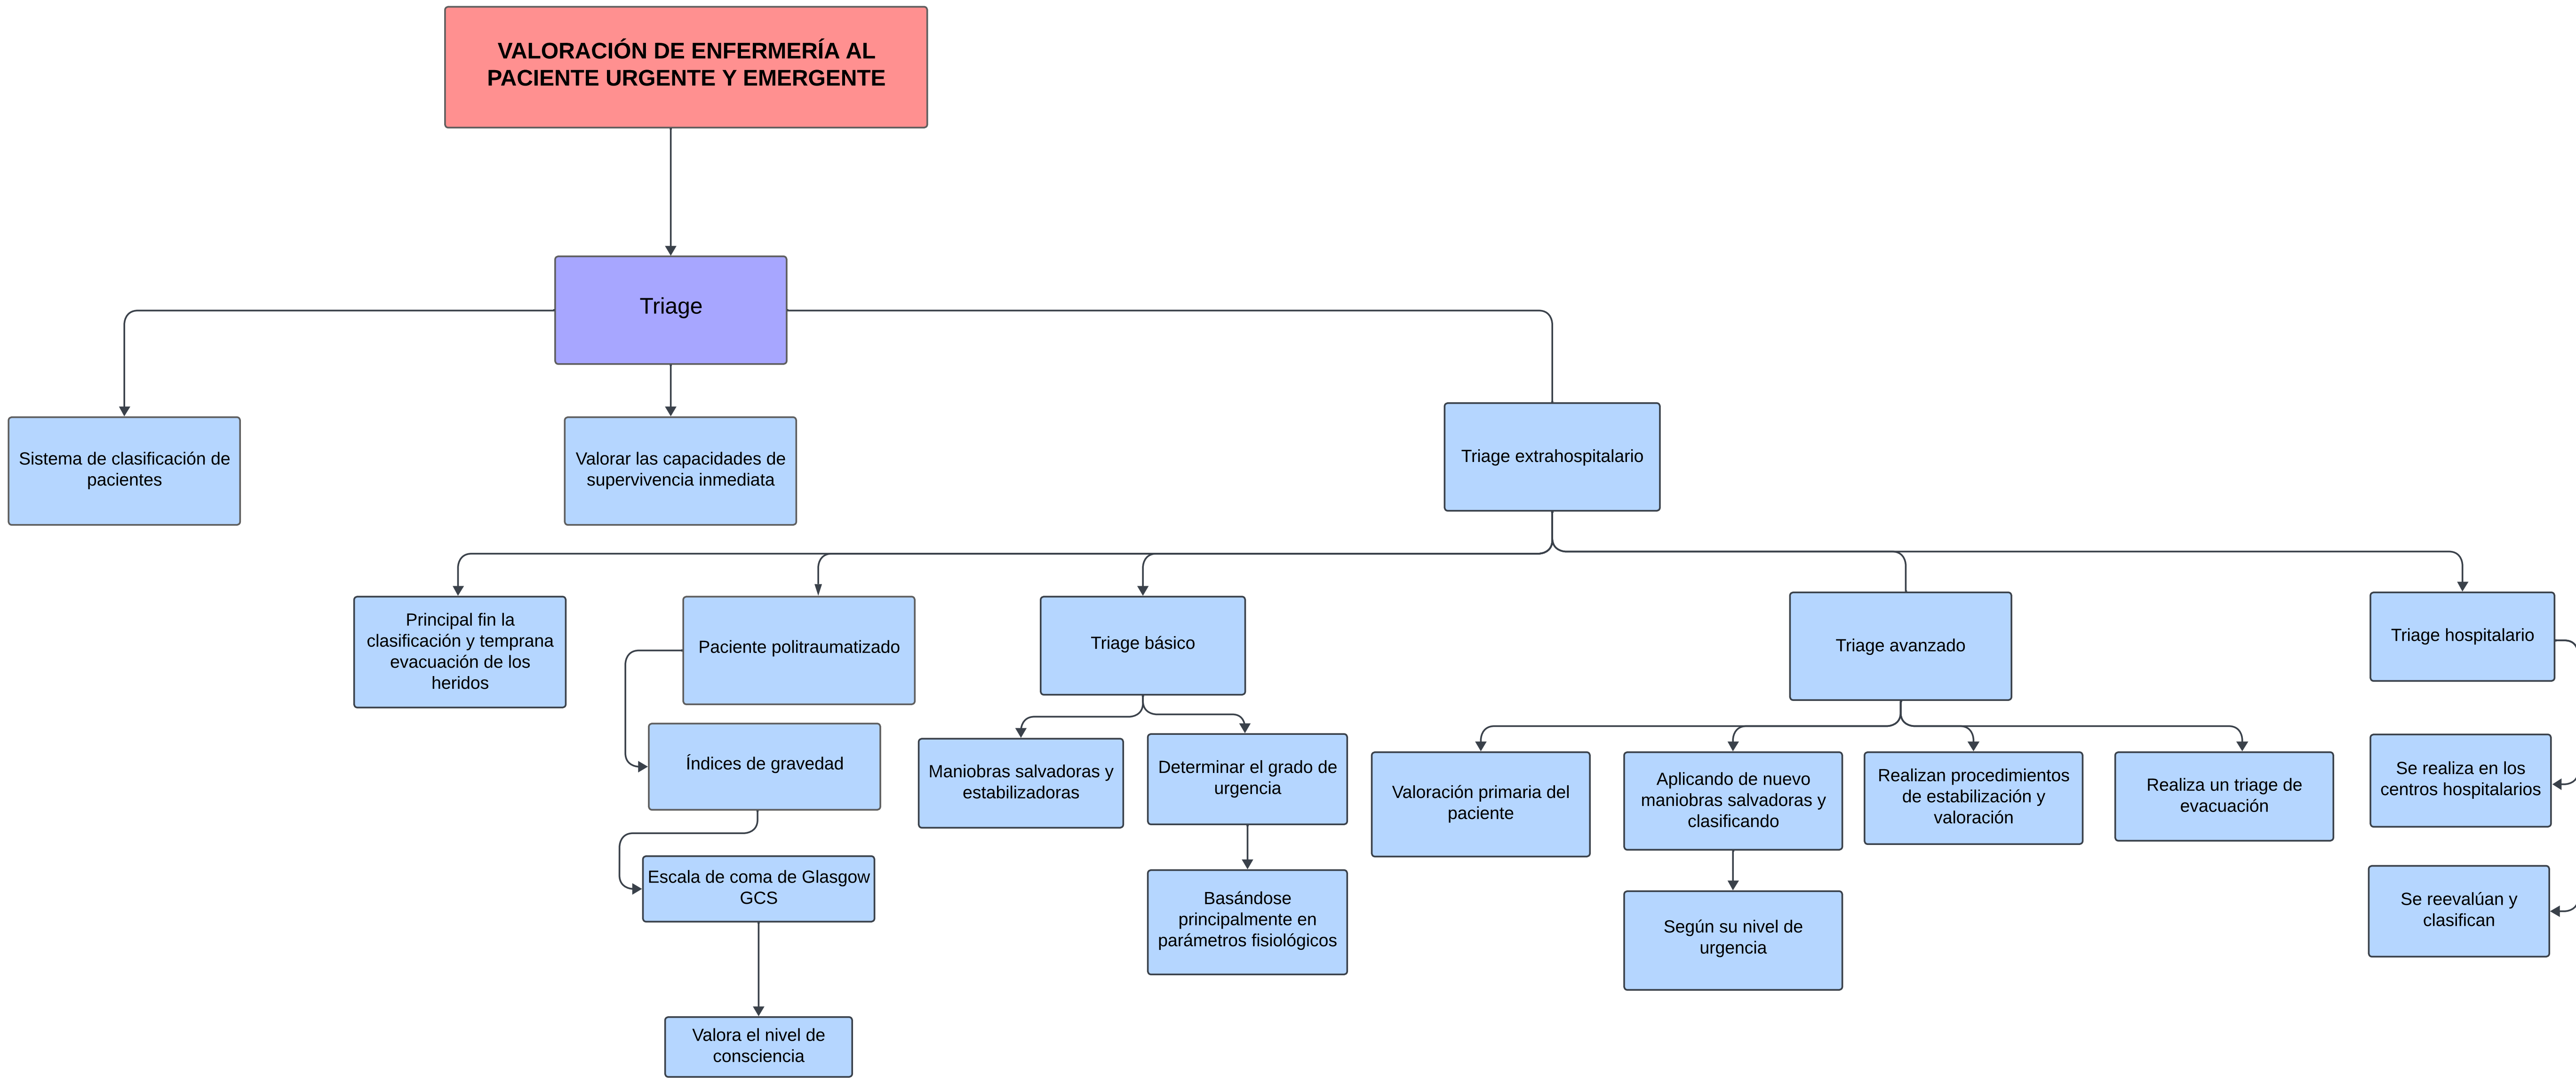 VALORACIÓN DE ENFERMERÍA AL
PACIENTE URGENTE Y EMERGENTE
Triage
Sistema de clasificación de
pacientes
Valorar las capacidades de
supervivencia inmediata
Triage extrahospitalario
Principal fin la
clasificación y temprana
evacuación de los
heridos
Paciente politraumatizado
Índices de gravedad
Escala de coma de Glasgow
GCS
Valora el nivel de
consciencia
Triage básico
Maniobras salvadoras y
estabilizadoras
Determinar el grado de
urgencia
Basándose
principalmente en
parámetros fisiológicos
Triage avanzado
Valoración primaria del
paciente
Aplicando de nuevo
maniobras salvadoras y
clasificando
Según su nivel de
urgencia
Realizan procedimientos
de estabilización y
valoración
Realiza un triage de
evacuación
Triage hospitalario
Se realiza en los
centros hospitalarios
Se reevalúan y
clasifican